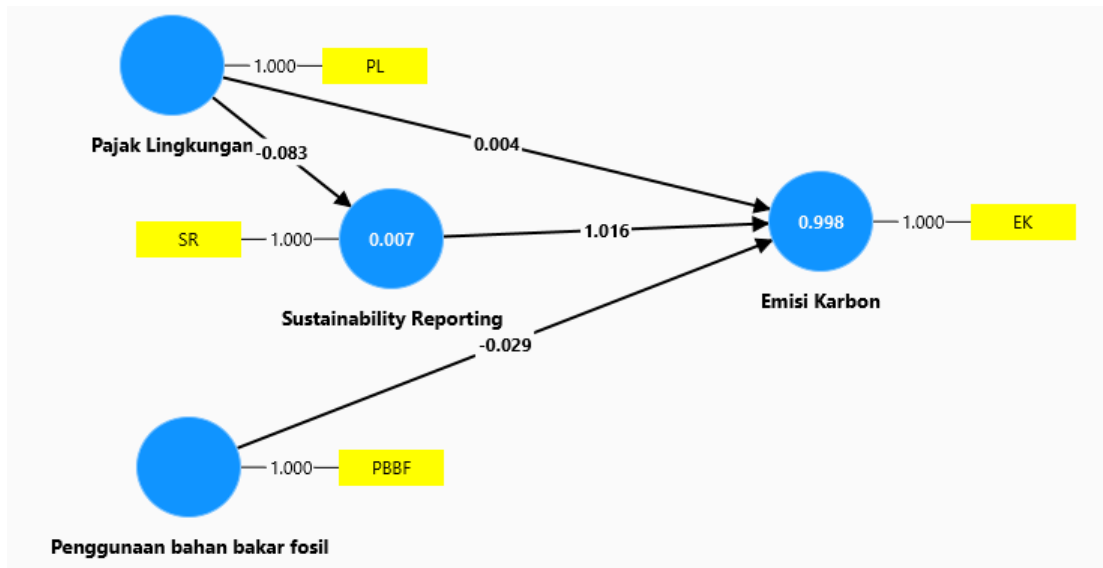 1.000
PL
Pajak Lingkungan
-0.083
0.004
SR
1.000
0.007
1.016
0.998
1.000
EK
Sustainability Reporting
Emisi Karbon
-0.029
1.000
PBBF
Penggunaan bahan bakar fosil